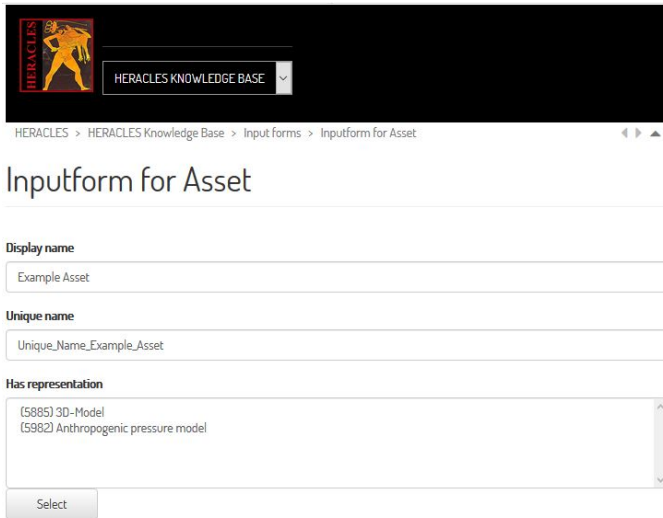 HERACLES
HERACLES KNOWLEDGE BASE
HERACLES > HERACLES Knowledge Base > Input forms > Inputform for Asset
Inputform for Asset
Display name
Example Asset
Unique name
Unique_Name_Example_Asset
Has representation
(5885) 3D-Model
(5982) Anthropogenic pressure model
Select